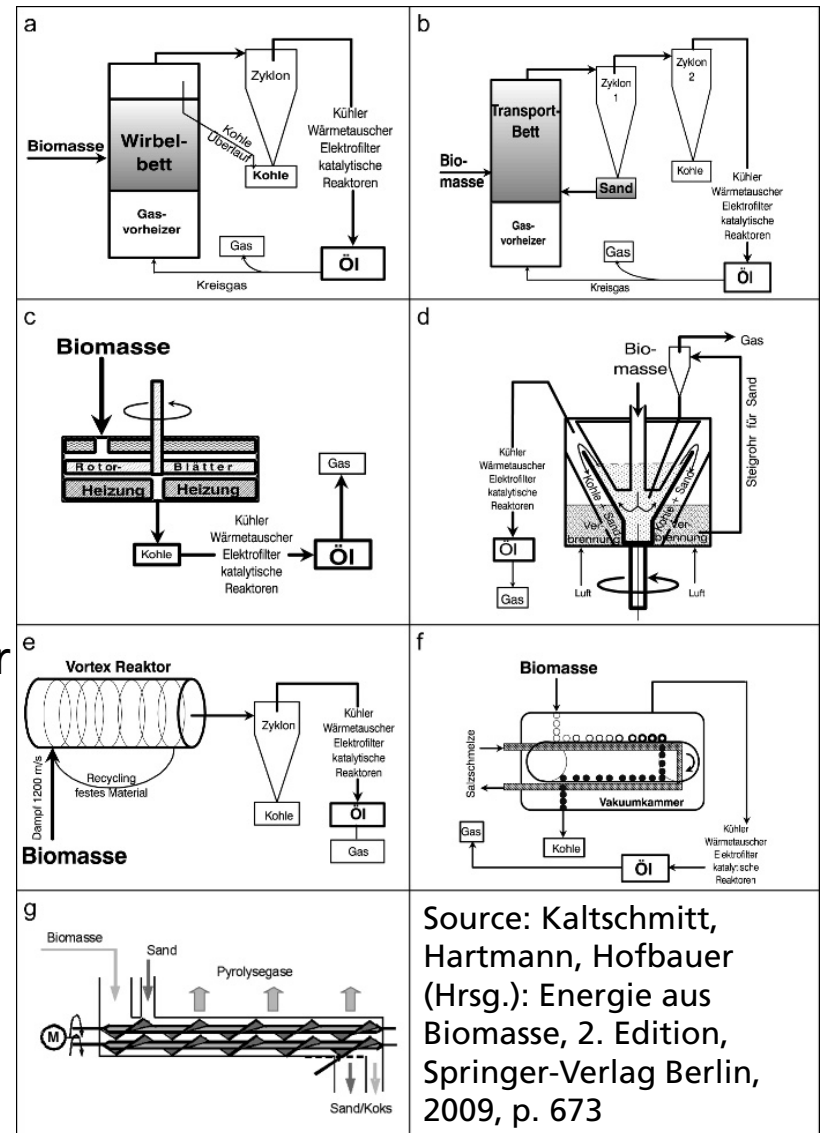 a
Zyklon
Biomasse
Wirbel-
bett
Kohle
Überlauf
Kohle
Gas-
vorheizer
Kühler
Wärmetauscher
Elektrofilter
katalytische
Reaktoren
Gas
Öl
Kreisgas
b
Zyklon
1
Zyklon
2
Transport-
Bett
Bio-
masse
Sand
Kohle
Gas-
vorheizer
Kühler
Wärmetauscher
Elektrofilter
katalytische
Reaktoren
Gas
Öl
Kreisgas
c
Biomasse
Rotor- Blätter
Heizung Heizung
Kohle
Kühler
Wärmetauscher
Elektrofilter
katalytische
Reaktoren
Gas
Öl
d
Bio-
masse
Gas
Steigrohr für Sand
Kühler
Wärmetauscher
Elektrofilter
katalytische
Reaktoren
Kohle + Sand
Kohle + Sand
Ver-
brennung
Ver-
brennung
Öl
Gas
Luft
Luft
r
e
Vortex Reaktor
Zyklon
Kühler
Wärmetauscher
Elektrofilter
katalytische
Reaktoren
Recycling
festes Material
Dampf 1200 m/s
Biomasse
Kohle
Öl
Gas
f
Biomasse
Salzschmelze
Vakuumkammer
Kohle
Gas
Öl
Kühler
Wärmetauscher
Elektrofilter
katalytische
Reaktoren
g
Biomasse
Sand
Pyrolysegase
M
Sand/Koks
Source: Kaltschmitt,
Hartmann, Hofbauer
(Hrsg.): Energie aus
Biomasse, 2. Edition,
Springer-Verlag Berlin,
2009, p. 673